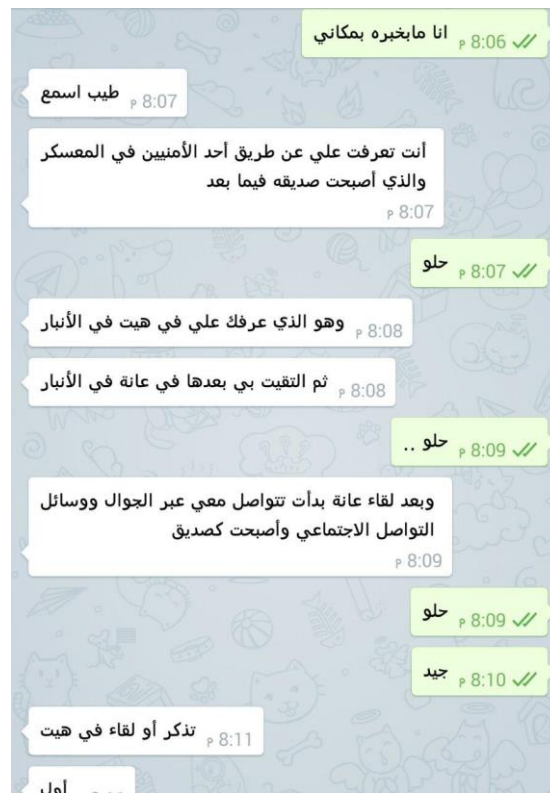 انا مابخبره بمكاني
8:06 م
طيب اسمع
8:07 م
أنت تعرفت علي عن طريق أحد الأمنيين في المعسكر
والذي أصبحت صديقه فيما بعد
8:07 م
حلو
8:07 م
وهو الذي عرفك علي في هيت في الأنبار
8:08 م
ثم التقيت بي بعدها في عانة في الأنبار
8:08 م
حلو ..
8:09 م
وبعد لقاء عانة بدأت تتواصل معي عبر الجوال ووسائل
التواصل الاجتماعي وأصبحت كصديق
8:09 م
حلو
8:09 م
جيد
8:10 م
تذكر أو لقاء في هيت
8:11 م
أول